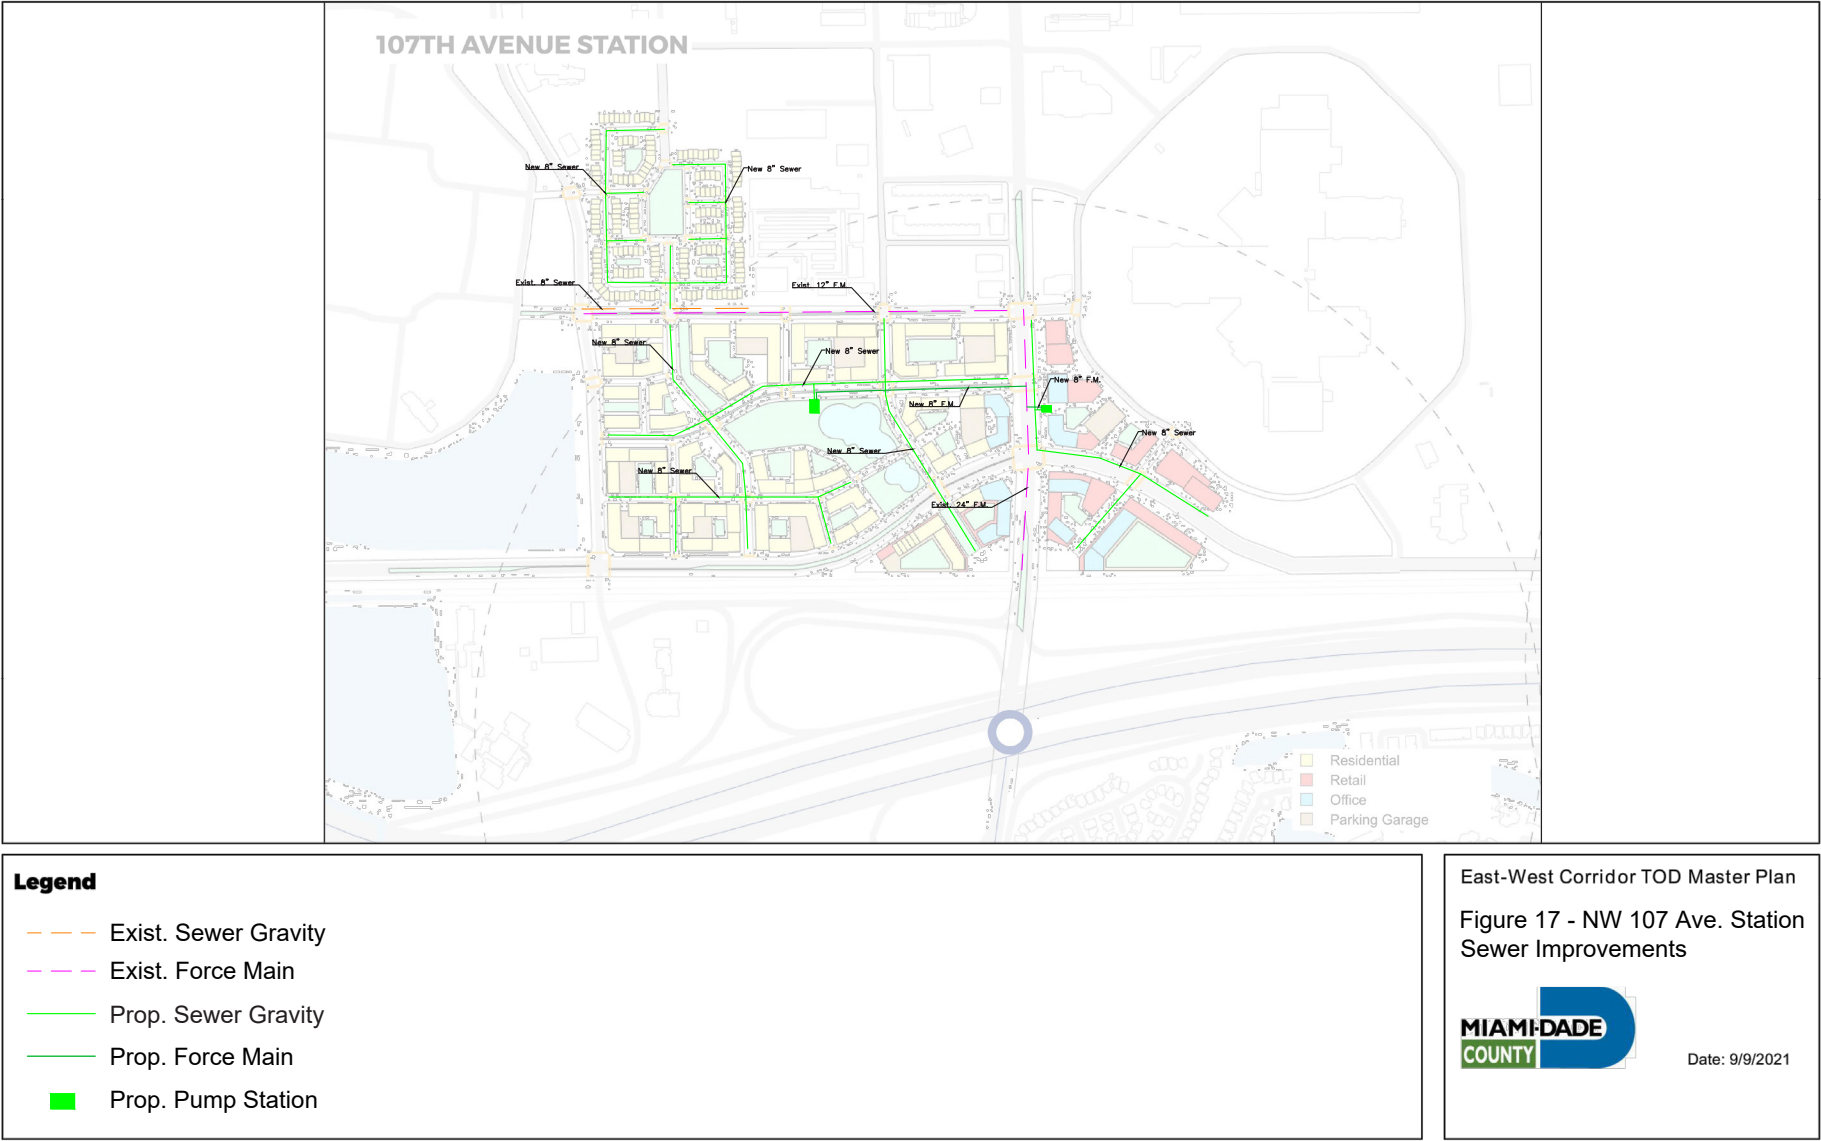 107TH AVENUE STATION
New 8" Sewer
New 8" Sewer
Exist. 8" Sewer
Exist. 12" F.M.
New 8" Sewer
New 8" Sewer
New 8" F.M.
New 8" F.M.
New 8" Sewer
New 8" Sewer
New 8" Sewer
Exist. 24" F.M.
Residential
Retail
Office
Parking Garage
Legend
Exist. Sewer Gravity
Exist. Force Main
Prop. Sewer Gravity
Prop. Force Main
Prop. Pump Station
East-West Corridor TOD Master Plan
Figure 17 - NW 107 Ave. Station
Sewer Improvements
MIAMI-DADE
COUNTY
Date: 9/9/2021